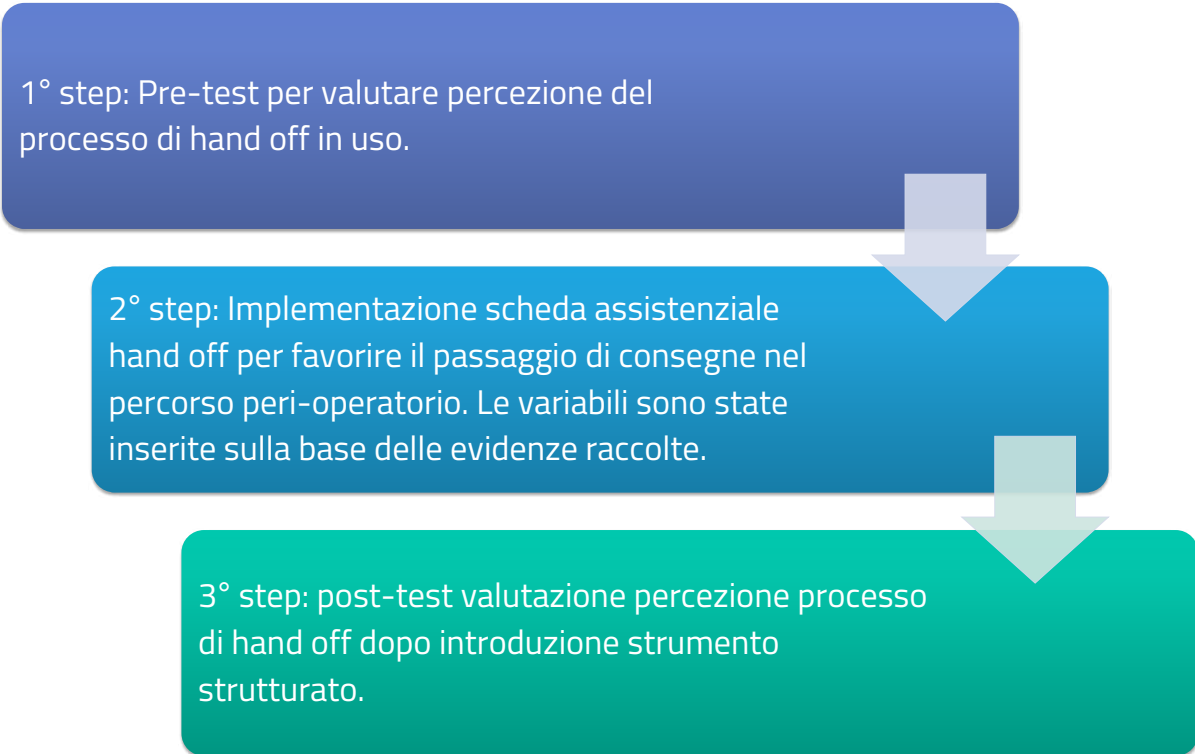 1° step: Pre-test per valutare percezione del
processo di hand off in uso.
2° step: Implementazione scheda assistenziale
hand off per favorire il passaggio di consegne nel
percorso peri-operatorio. Le variabili sono state
inserite sulla base delle evidenze raccolte.
3° step: post-test valutazione percezione processo
di hand off dopo introduzione strumento
strutturato.